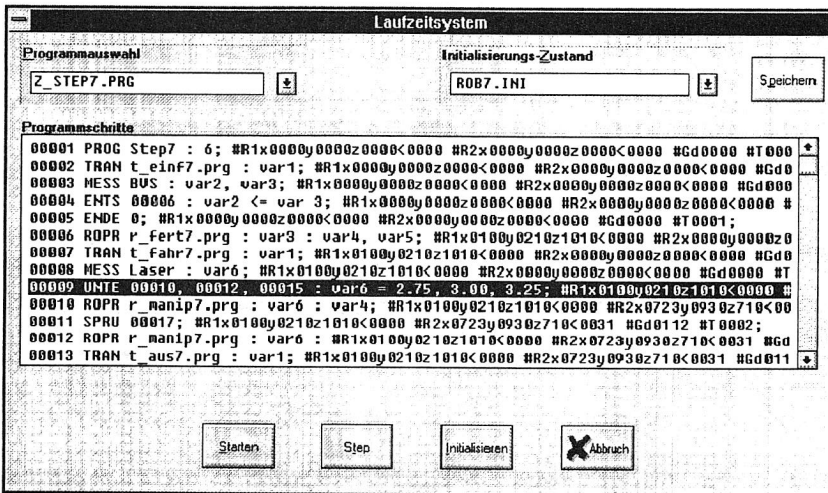 Laufzeitsystem
Programmauswahl
Initialisierungs-Zustand
Z_STEP7.PRG
ROB7.INI
Speichern
Programmschritte
00001 PROG Step7 : 6; #R1x0000y0000z0000<0000 #R2x0000y0000z0000<0000 #Gd0000 #T000
00002 TRAN t_einf7.prg : var1; #R1x0000y0000z0000<0000 #R2x0000y0000z0000<0000 #Gd0
00003 MESS BVS : var2, var3; #R1x0000y0000z0000<0000 #R2x0000y0000z0000<0000 #Gd000
00004 ENTS 00006 : var2 <= var 3; #R1x0000y0000z0000<0000 #R2x0000y0000z0000<0000 #
00005 ENDE 0; #R1x0000y0000z0000<0000 #R2x0000y0000z0000<0000 #Gd0000 #T0001;
00006 ROPR r_fert7.prg : var3 : var4, var5; #R1x0100y0210z1010<0000 #R2x0000y0000z0
00007 TRAN t_fahr7.prg : var1; #R1x0100y0210z1010<0000 #R2x0000y0000z0000<0000 #Gd0
00008 MESS Laser : var6; #R1x0100y0210z1010<0000 #R2x0000y0000z0000<0000 #Gd0000 #T
00009 UNTE 00010, 00012, 00015 : var6 = 2.75, 3.00, 3.25; #R1x0100y0210z1010<0000 #
00010 ROPR r_manip7.prg : var6 : var4; #R1x0100y0210z1010<0000 #R2x0723y0930z710<00
00011 SPRU 00017; #R1x0100y0210z1010<0000 #R2x0723y0930z710<0031 #Gd0112 #T0002;
00012 ROPR r_manip7.prg : var6 : #R1x0100y0210z1010<0000 #R2x0723y0930z710<0031 #Gd
00013 TRAN t_aus7.prg : var1; #R1x0100y0210z1010<0000 #R2x0723y0930z710<0031 #Gd011
Starten
Step
Initialisieren
Abbruch